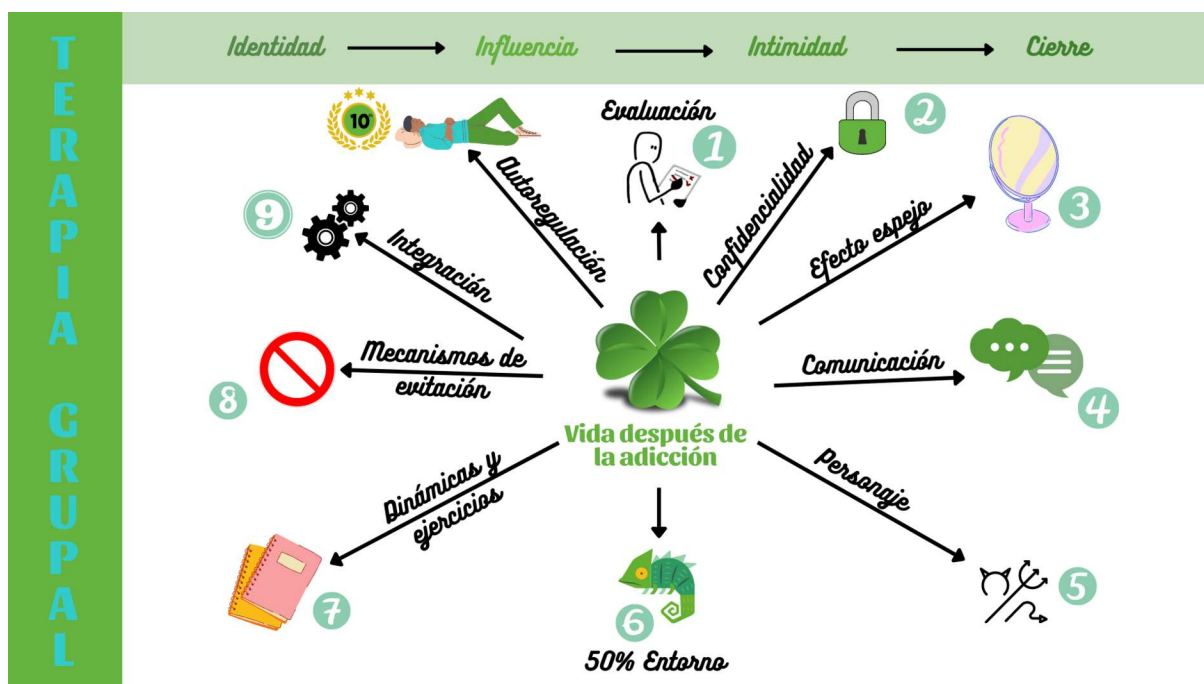 TERAPIA GRUPAL
Identidad
Influencia
Intimidad
Cierre
10
Evaluación
1
Confidencialidad
2
Efecto espejo
3
Comunicación
4
Personaje
5
6
50% Entorno
Dinámicas y
ejercicios
7
Mecanismos de
evitación
8
Integración
9
Autoregulación
Vida después de
la adicción